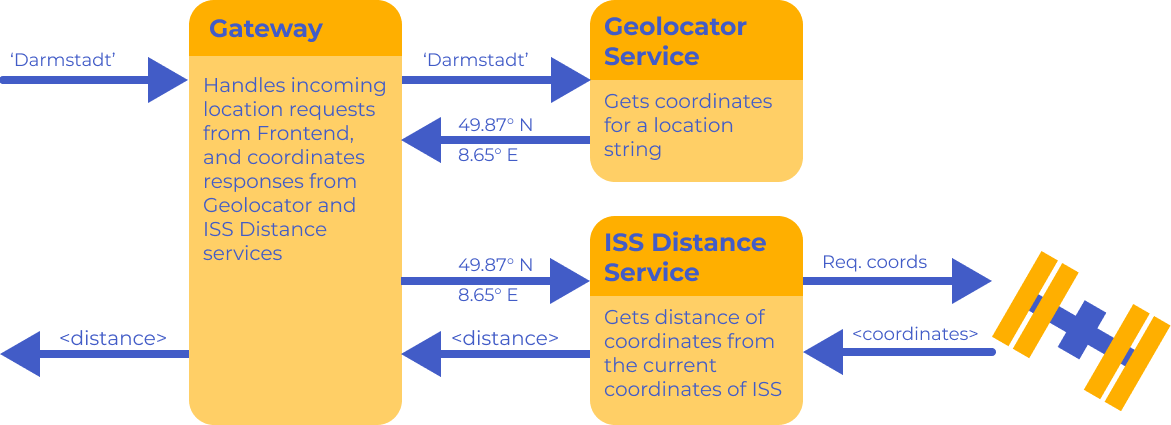 ‘Darmstadt’
Gateway
Handles incoming
location requests
from Frontend,
and coordinates
responses from
Geolocator and
ISS Distance
services
‘Darmstadt’
49.87° N
8.65° E
Geolocator
Service
Gets coordinates
for a location
string
49.87° N
8.65° E
<distance>
ISS Distance
Service
Gets distance of
coordinates from
the current
coordinates of ISS
Req. coords
<coordinates>
<distance>